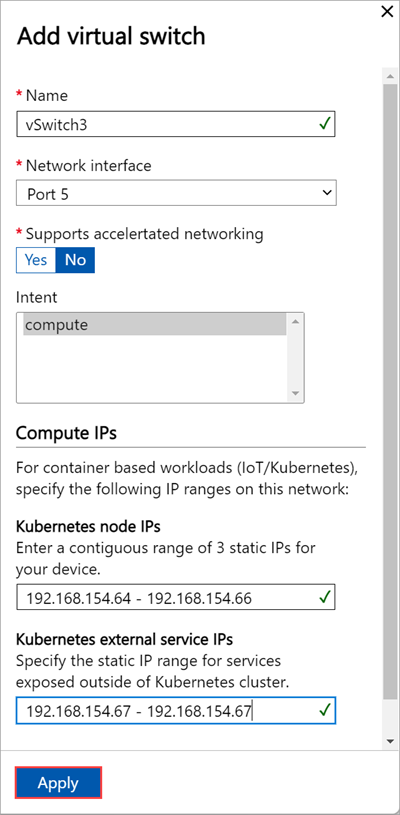 Add virtual switch
* Name
vSwitch3
* Network interface
Port 5
* Supports accelertated networking
Yes No
Intent
compute
Compute IPs
For container based workloads (IoT/Kubernetes),
specify the following IP ranges on this network:
Kubernetes node IPs
Enter a contiguous range of 3 static IPs for
your device.
192.168.154.64 - 192.168.154.66
Kubernetes external service IPs
Specify the static IP range for services
exposed outside of Kubernetes cluster.
192.168.154.67 - 192.168.154.67
Apply